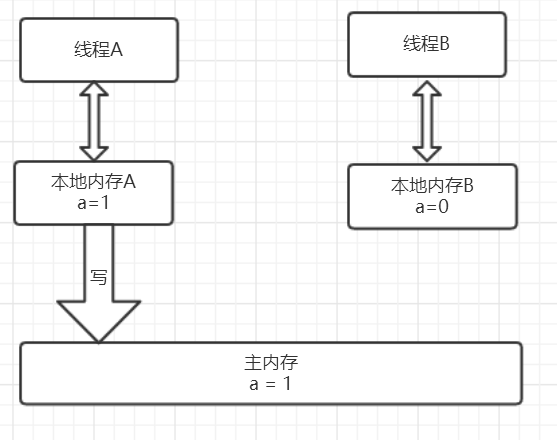 线程A
线程B
本地内存A
a=1
本地内存B
a=0
写
主内存
a = 1